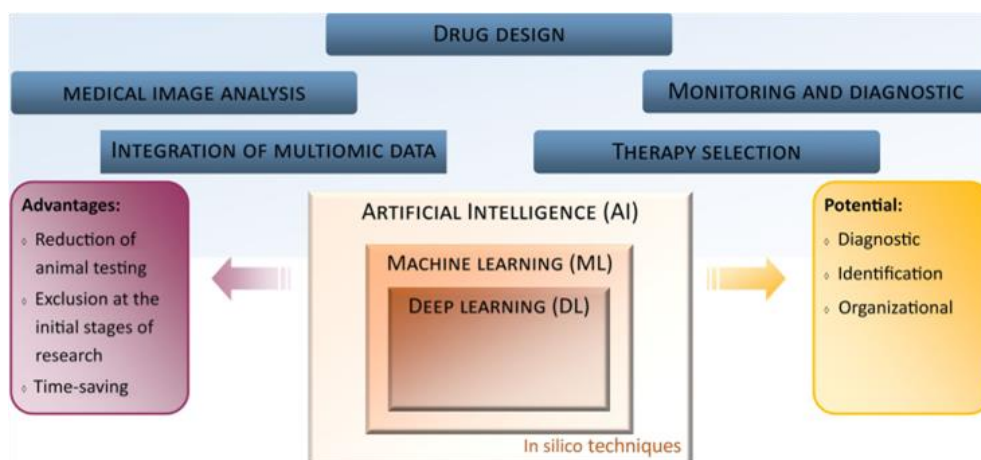 DRUG DESIGN
MEDICAL IMAGE ANALYSIS
MONITORING AND DIAGNOSTIC
INTEGRATION OF MULTIOMIC DATA
THERAPY SELECTION
Advantages:
◊ Reduction of
animal testing
◊ Exclusion at the
initial stages of
research
◊ Time-saving
ARTIFICIAL INTELLIGENCE (AI)
MACHINE LEARNING (ML)
DEEP LEARNING (DL)
In silico techniques
Potential:
◊ Diagnostic
◊ Identification
◊ Organizational